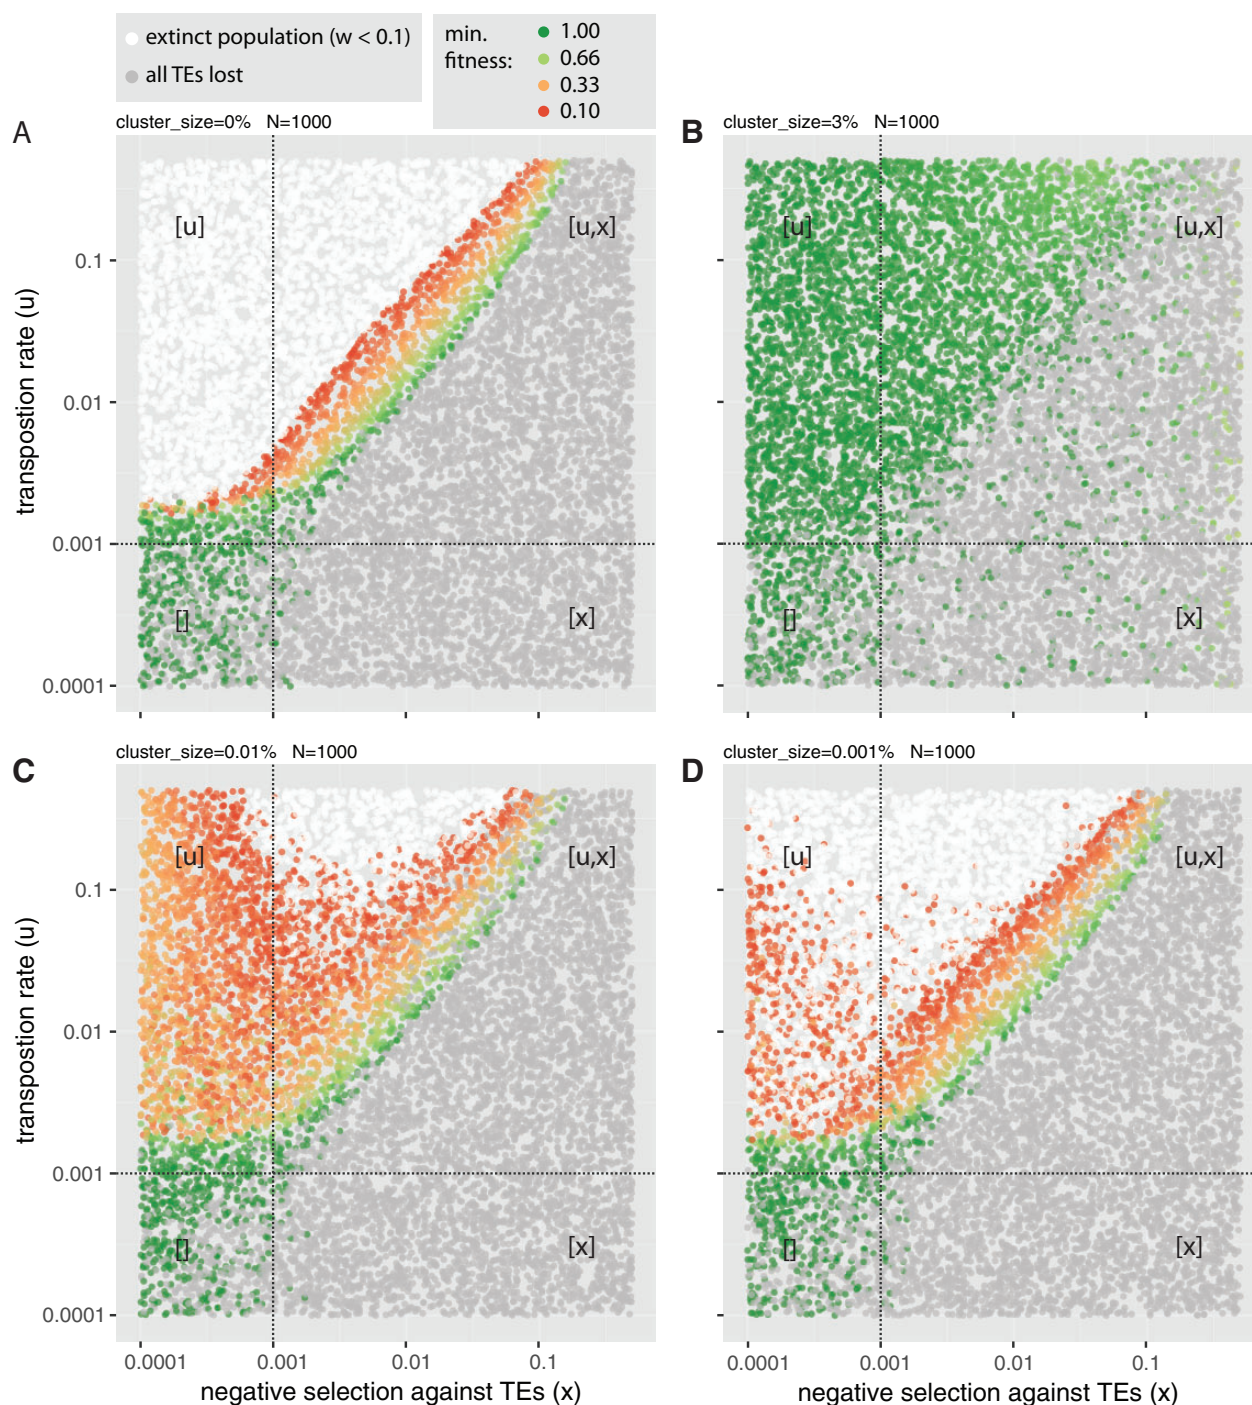 extinct population (w < 0.1)
all TEs lost
min.
fitness:
1.00
0.66
0.33
0.10
A
cluster_size=0% N=1000
[u]
[u,x]
[]
[x]
0.1
0.01
0.001
0.0001
transpostion rate (u)
B
cluster_size=3% N=1000
[u]
[u,x]
[]
[x]
C
cluster_size=0.01% N=1000
[u]
[u,x]
[]
[x]
0.1
0.01
0.001
0.0001
transpostion rate (u)
0.0001 0.001 0.01 0.1
negative selection against TEs (x)
D
cluster_size=0.001% N=1000
[u]
[u,x]
[]
[x]
0.0001 0.001 0.01 0.1
negative selection against TEs (x)